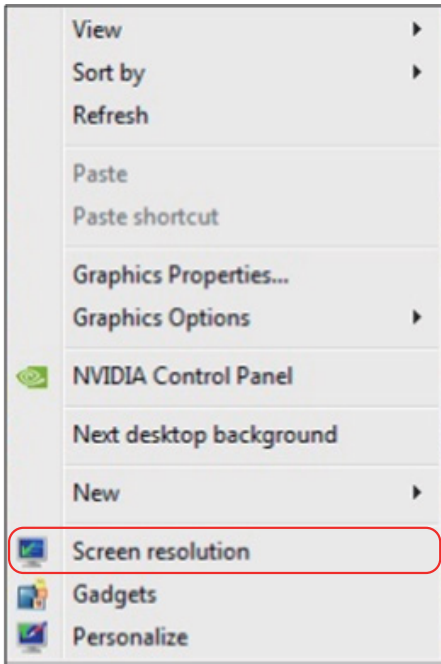 View
Sort by
Refresh
Paste
Paste shortcut
Graphics Properties...
Graphics Options
NVIDIA Control Panel
Next desktop background
New
Screen resolution
Gadgets
Personalize